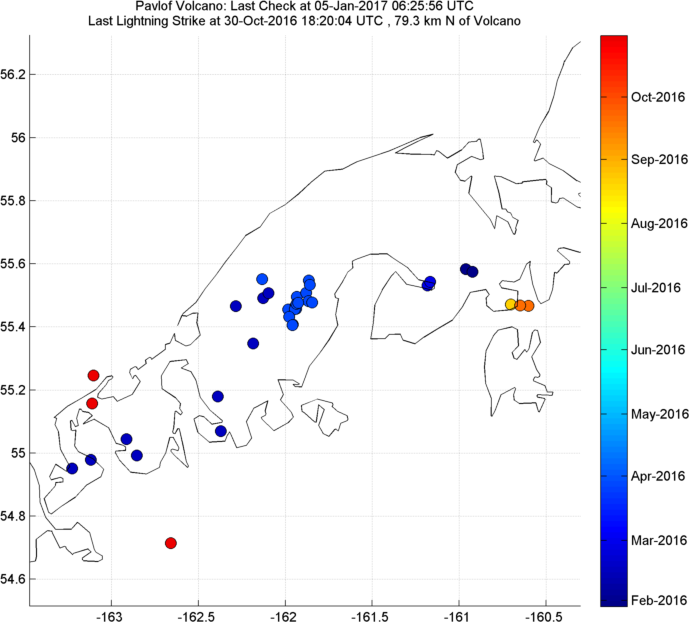 Pavlof Volcano: Last Check at 05-Jan-2017 06:25:56 UTC
Last Lightning Strike at 30-Oct-2016 18:20:04 UTC , 79.3 km N of Volcano
56.2
56
55.8
55.6
55.4
55.2
55
54.8
54.6
-163
-162.5
-162
-161.5
-161
-160.5
Oct-2016
Sep-2016
Aug-2016
Jul-2016
Jun-2016
May-2016
Apr-2016
Mar-2016
Feb-2016